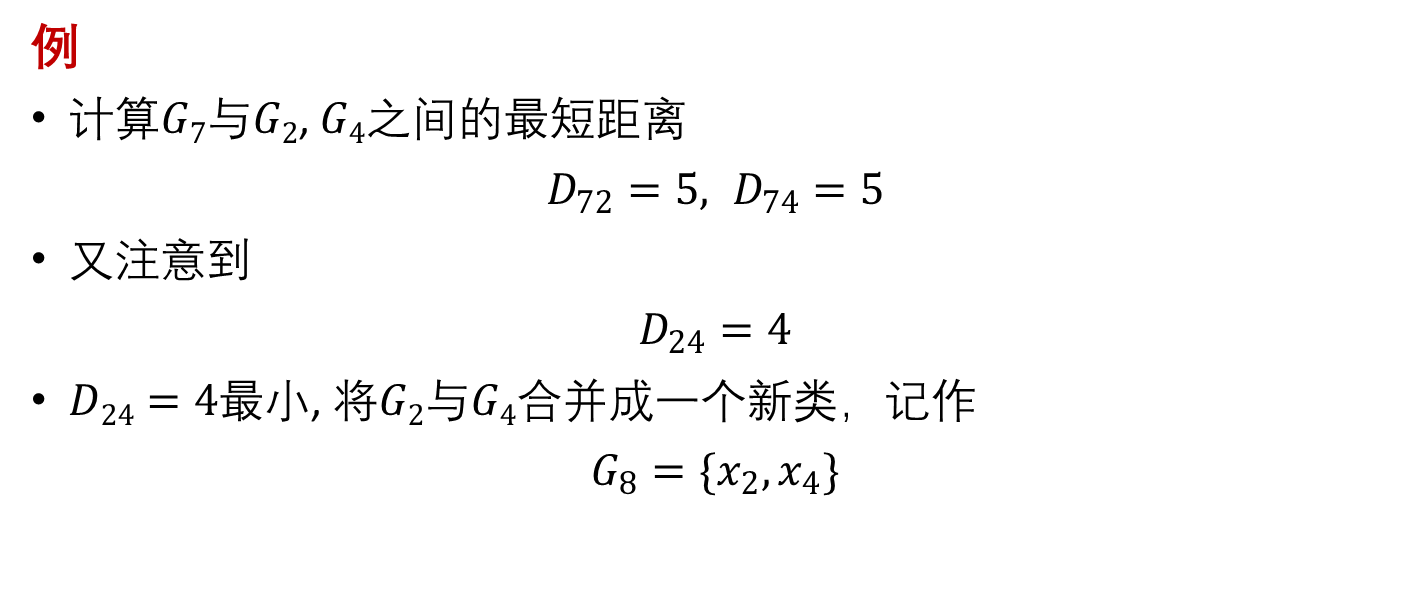 例
• 计算G₇与G₂, G₄之间的最短距离
D₇₂ = 5, D₇₄ = 5
• 又注意到
D₂₄ = 4
• D₂₄ = 4最小, 将G₂与G₄合并成一个新类，记作
G₈ = {x₂, x₄}